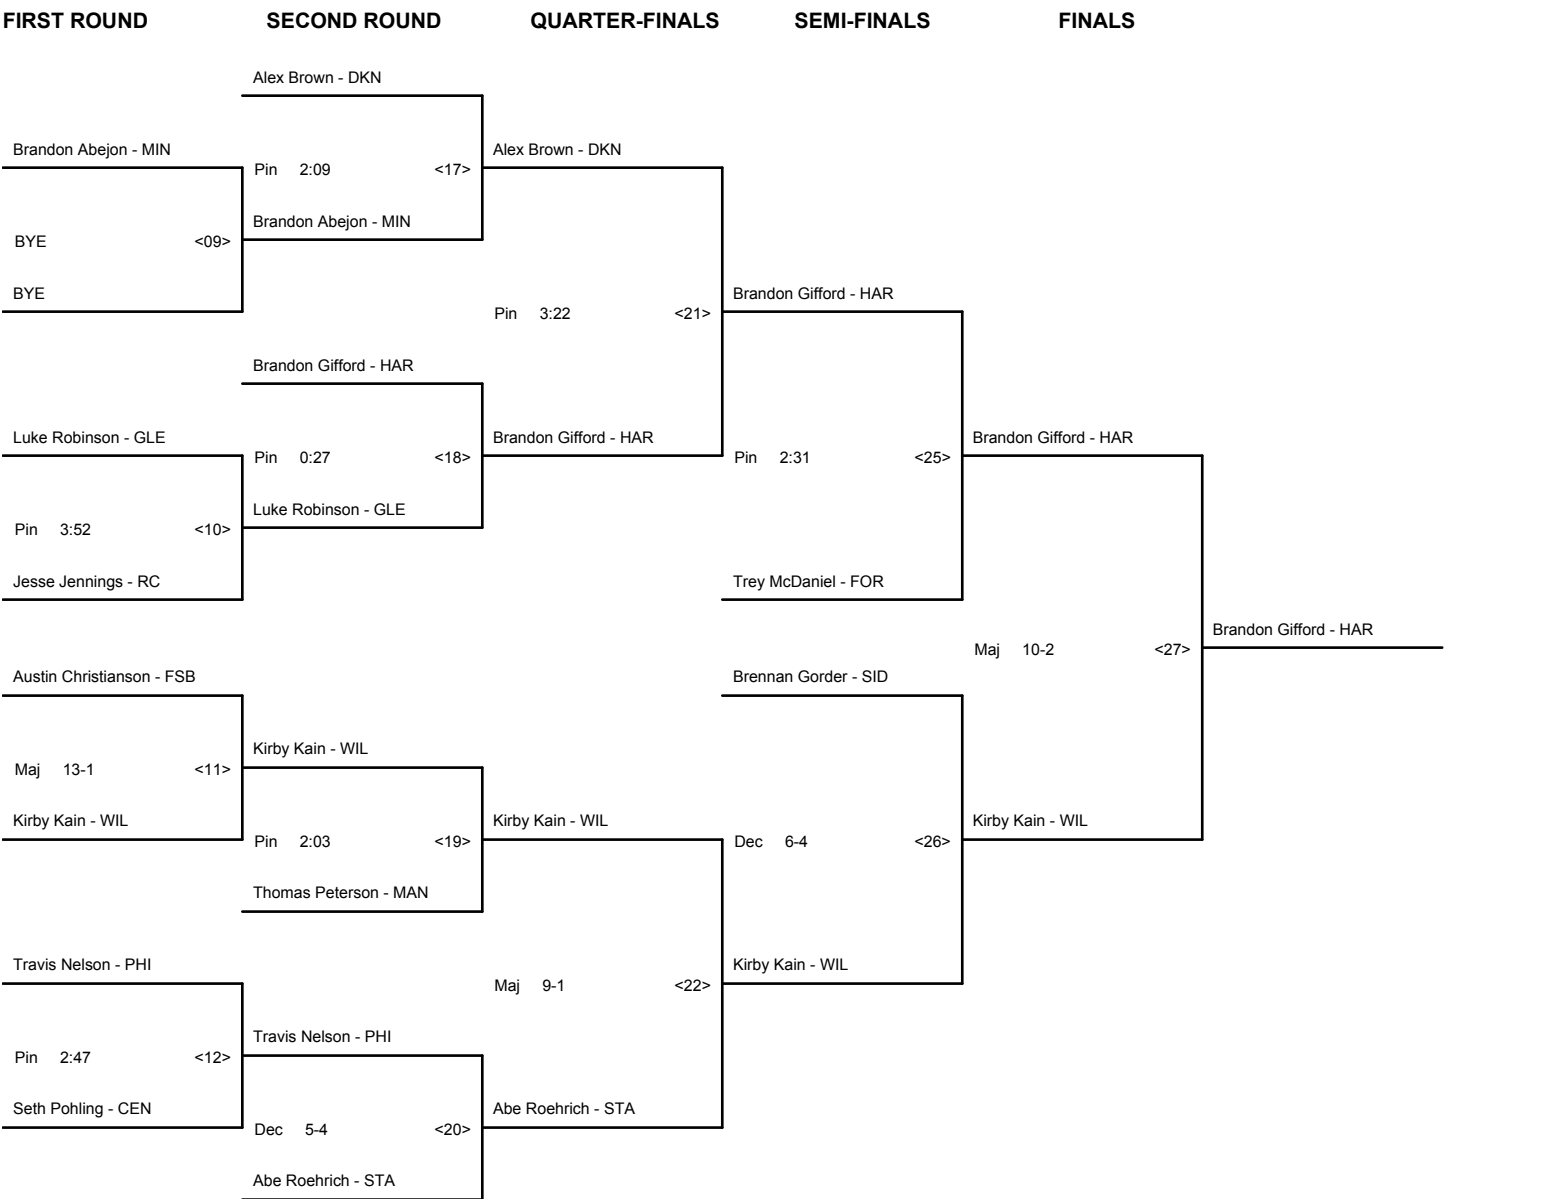 FIRST ROUND SECOND ROUND QUARTER-FINALS SEMI-FINALS FINALS
Alex Brown - DKN
Brandon Abejon - MIN Alex Brown - DKN
Pin 2:09 <17>
Brandon Abejon - MIN
BYE <09>
BYE Brandon Gifford - HAR
Pin 3:22 <21>
Brandon Gifford - HAR
Luke Robinson - GLE Brandon Gifford - HAR Brandon Gifford - HAR
Pin 0:27 <18> Pin 2:31 <25>
Luke Robinson - GLE
Pin 3:52 <10>
Jesse Jennings - RC Trey McDaniel - FOR
Brandon Gifford - HAR
Maj 10-2 <27>
Austin Christianson - FSB Brennan Gorder - SID
Kirby Kain - WIL
Maj 13-1 <11>
Kirby Kain - WIL Kirby Kain - WIL Kirby Kain - WIL
Pin 2:03 <19> Dec 6-4 <26>
Thomas Peterson - MAN
Travis Nelson - PHI Kirby Kain - WIL
Maj 9-1 <22>
Travis Nelson - PHI
Pin 2:47 <12>
Seth Pohling - CEN Abe Roehrich - STA
Dec 5-4 <20>
Abe Roehrich - STA